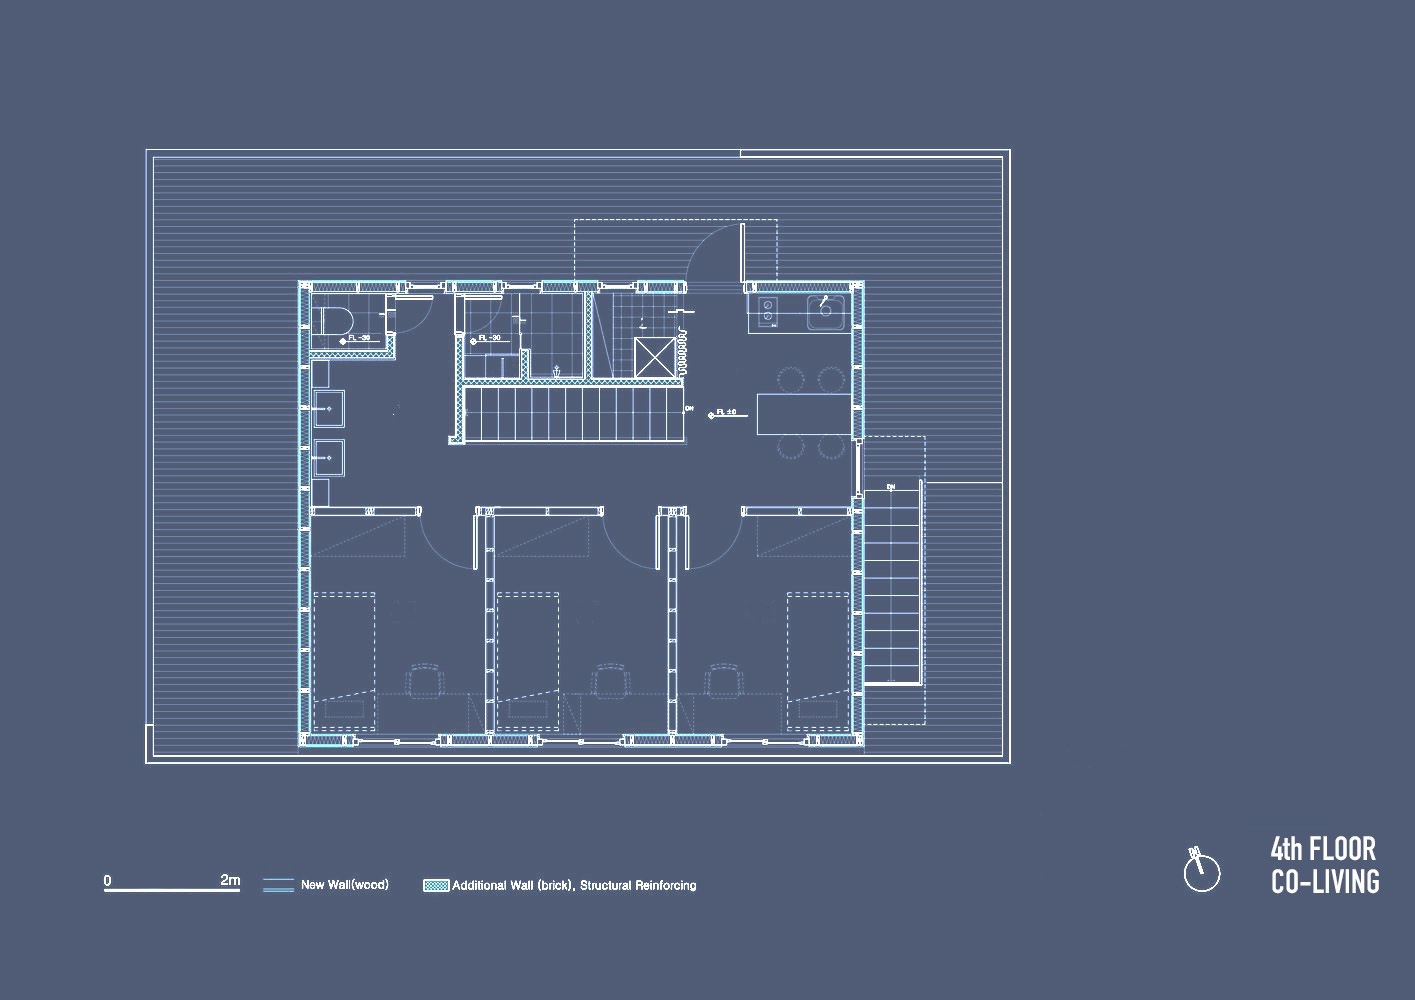 FL -30
FL -30
DN
FL ±0
DN
4th FLOOR
CO-LIVING
0
2m
New Wall(wood)
Additional Wall (brick), Structural Reinforcing